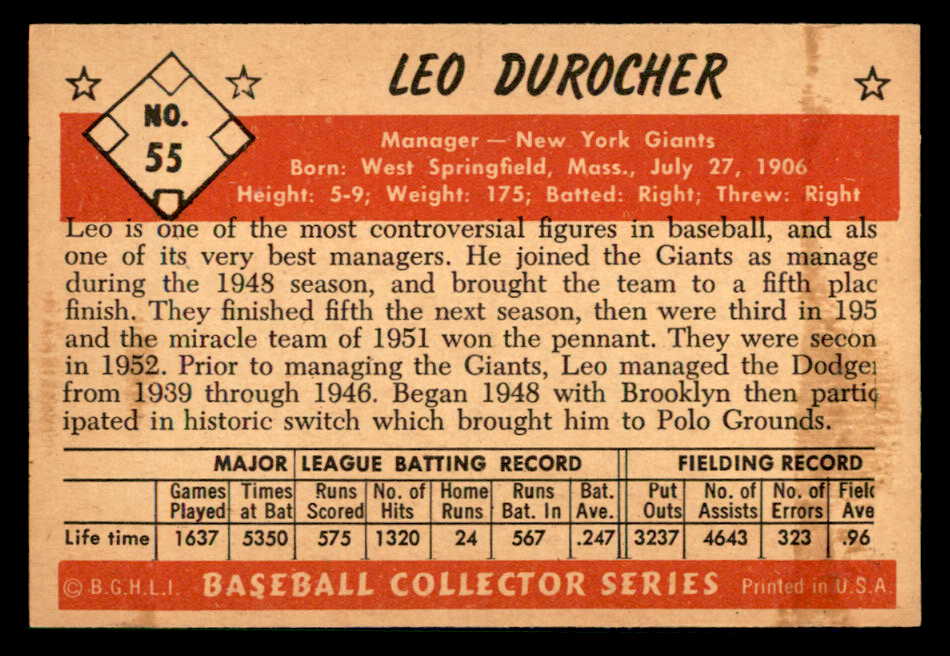 LEO DUROCHER
NO.
55
Manager — New York Giants
Born: West Springfield, Mass., July 27, 1906
Height: 5-9; Weight: 175; Batted: Right; Threw: Right
Leo is one of the most controversial figures in baseball, and als
one of its very best managers. He joined the Giants as manage
during the 1948 season, and brought the team to a fifth plac
finish. They finished fifth the next season, then were third in 195
and the miracle team of 1951 won the pennant. They were secon
in 1952. Prior to managing the Giants, Leo managed the Dodge
from 1939 through 1946. Began 1948 with Brooklyn then partic
ipated in historic switch which brought him to Polo Grounds.
MAJOR LEAGUE BATTING RECORD FIELDING RECORD
Games Times Runs No. of Home Runs Bat. Put No. of No. of Fiel
Played at Bat Scored Hits Runs Bat. In Ave. Outs Assists Errors Ave
Life time 1637 5350 575 1320 24 567 .247 3237 4643 323 .96
© B.G.H.L.I. BASEBALL COLLECTOR SERIES Printed in U.S.A.